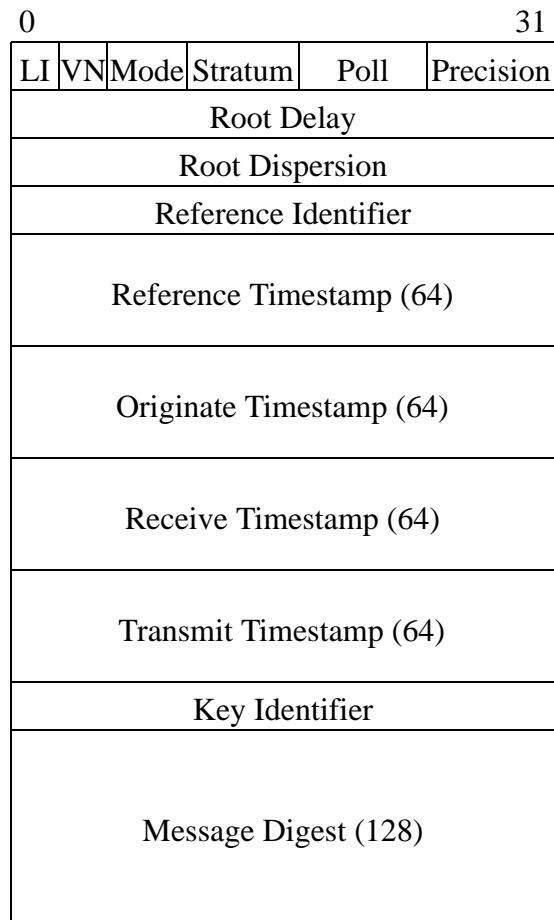 0 31
LI VN Mode Stratum Poll Precision
Root Delay
Root Dispersion
Reference Identifier
Reference Timestamp (64)
Originate Timestamp (64)
Receive Timestamp (64)
Transmit Timestamp (64)
Key Identifier
Message Digest (128)